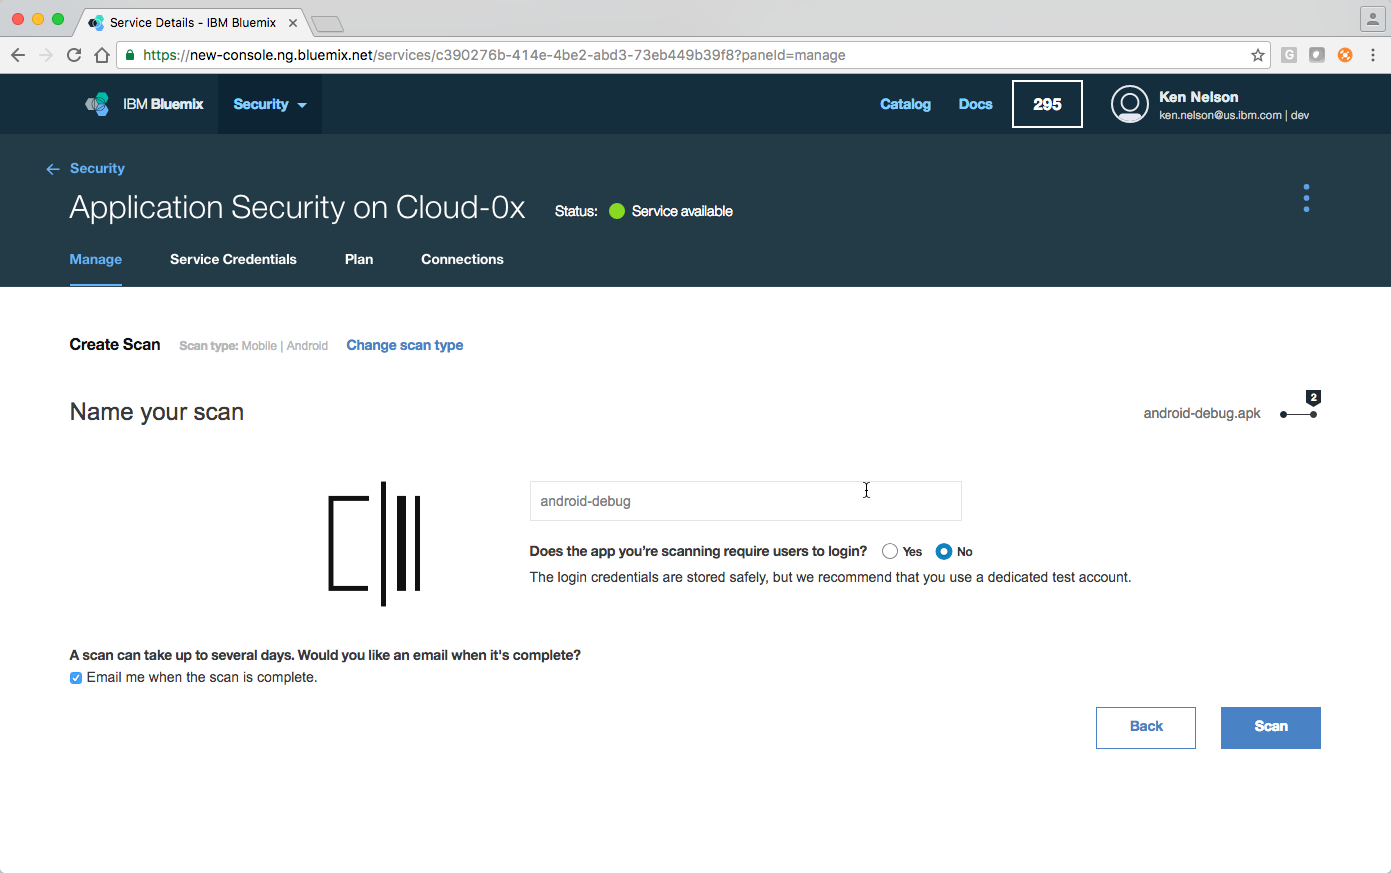 Service Details - IBM Bluemix
https://new-console.ng.bluemix.net/services/c390276b-414e-4be2-abd3-73eb449b39f8?paneId=manage
IBM Bluemix Security Catalog Docs 295 Ken Nelson
ken.nelson@us.ibm.com | dev
Security
Application Security on Cloud-0x Status: Service available
Manage Service Credentials Plan Connections
Create Scan Scan type: Mobile | Android Change scan type
Name your scan android-debug.apk 2
android-debug
Does the app you're scanning require users to login? Yes No
The login credentials are stored safely, but we recommend that you use a dedicated test account.
A scan can take up to several days. Would you like an email when it's complete?
Email me when the scan is complete.
Back Scan